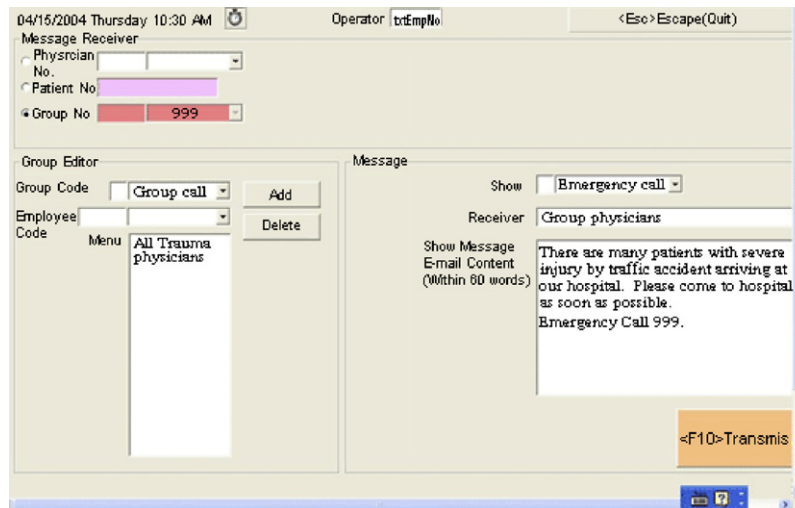 04/15/2004 Thursday 10:30 AM Operator txtEmpNo <Esc>Escape(Quit)
Message Receiver
Physrcian
No.
Patient No
Group No 999
Group Editor
Group Code Group call
Add
Employee
Code
Delete
Menu All Trauma
physicians
Message
Show Emergency call
Receiver Group physicians
Show Message
E-mail Content
(Within 60 words)
There are many patients with severe
injury by traffic accident arriving at
our hospital. Please come to hospital
as soon as possible.
Emergency Call 999.
<F10>Transmis